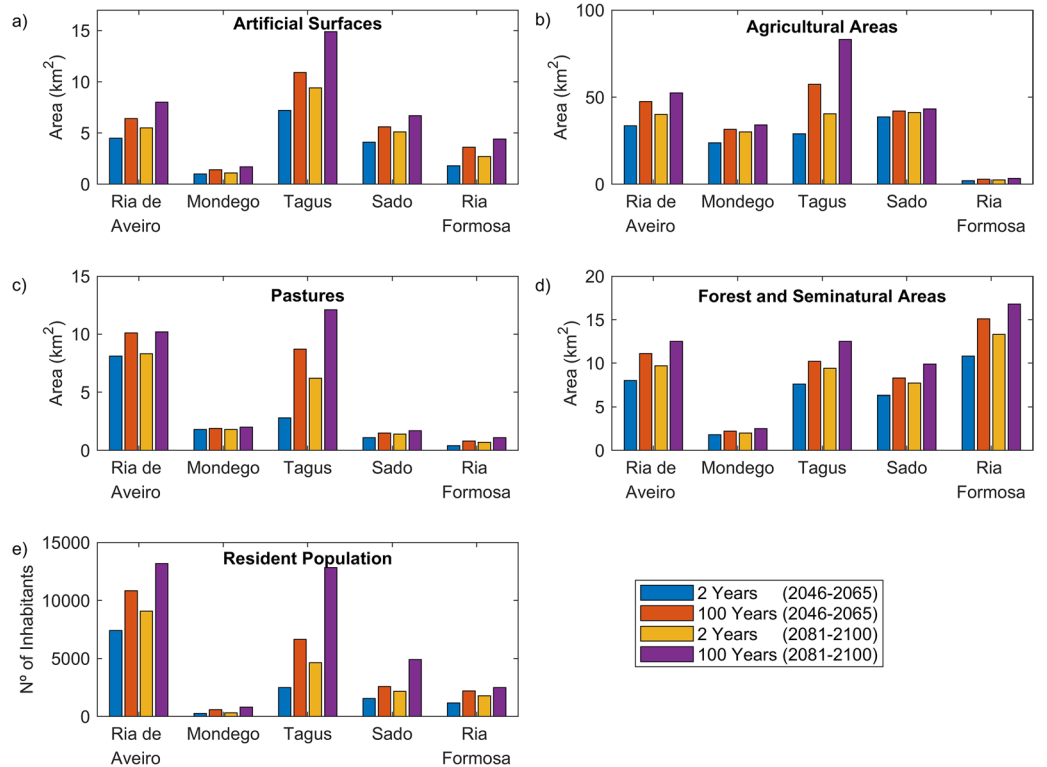 a)
Artificial Surfaces
15
10
5
0
Area (km2)
Ria de Aveiro
Mondego
Tagus
Sado
Ria Formosa
b)
Agricultural Areas
100
50
0
Area (km2)
Ria de Aveiro
Mondego
Tagus
Sado
Ria Formosa
c)
Pastures
15
10
5
0
Area (km2)
Ria de Aveiro
Mondego
Tagus
Sado
Ria Formosa
d)
Forest and Seminatural Areas
20
15
10
5
0
Area (km2)
Ria de Aveiro
Mondego
Tagus
Sado
Ria Formosa
e)
Resident Population
15000
10000
5000
0
Nº of Inhabitants
Ria de Aveiro
Mondego
Tagus
Sado
Ria Formosa
2 Years (2046-2065)
100 Years (2046-2065)
2 Years (2081-2100)
100 Years (2081-2100)